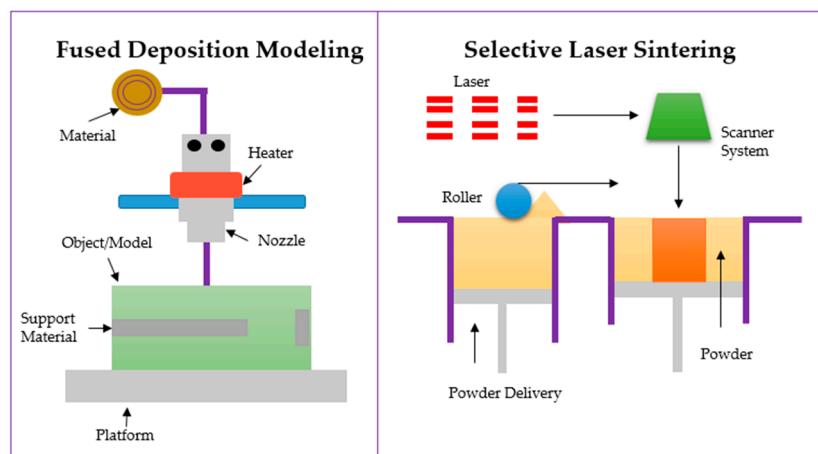 Fused Deposition Modeling
Material
Heater
Nozzle
Object/Model
Support
Material
Platform
Selective Laser Sintering
Laser
Scanner
System
Roller
Powder
Powder Delivery